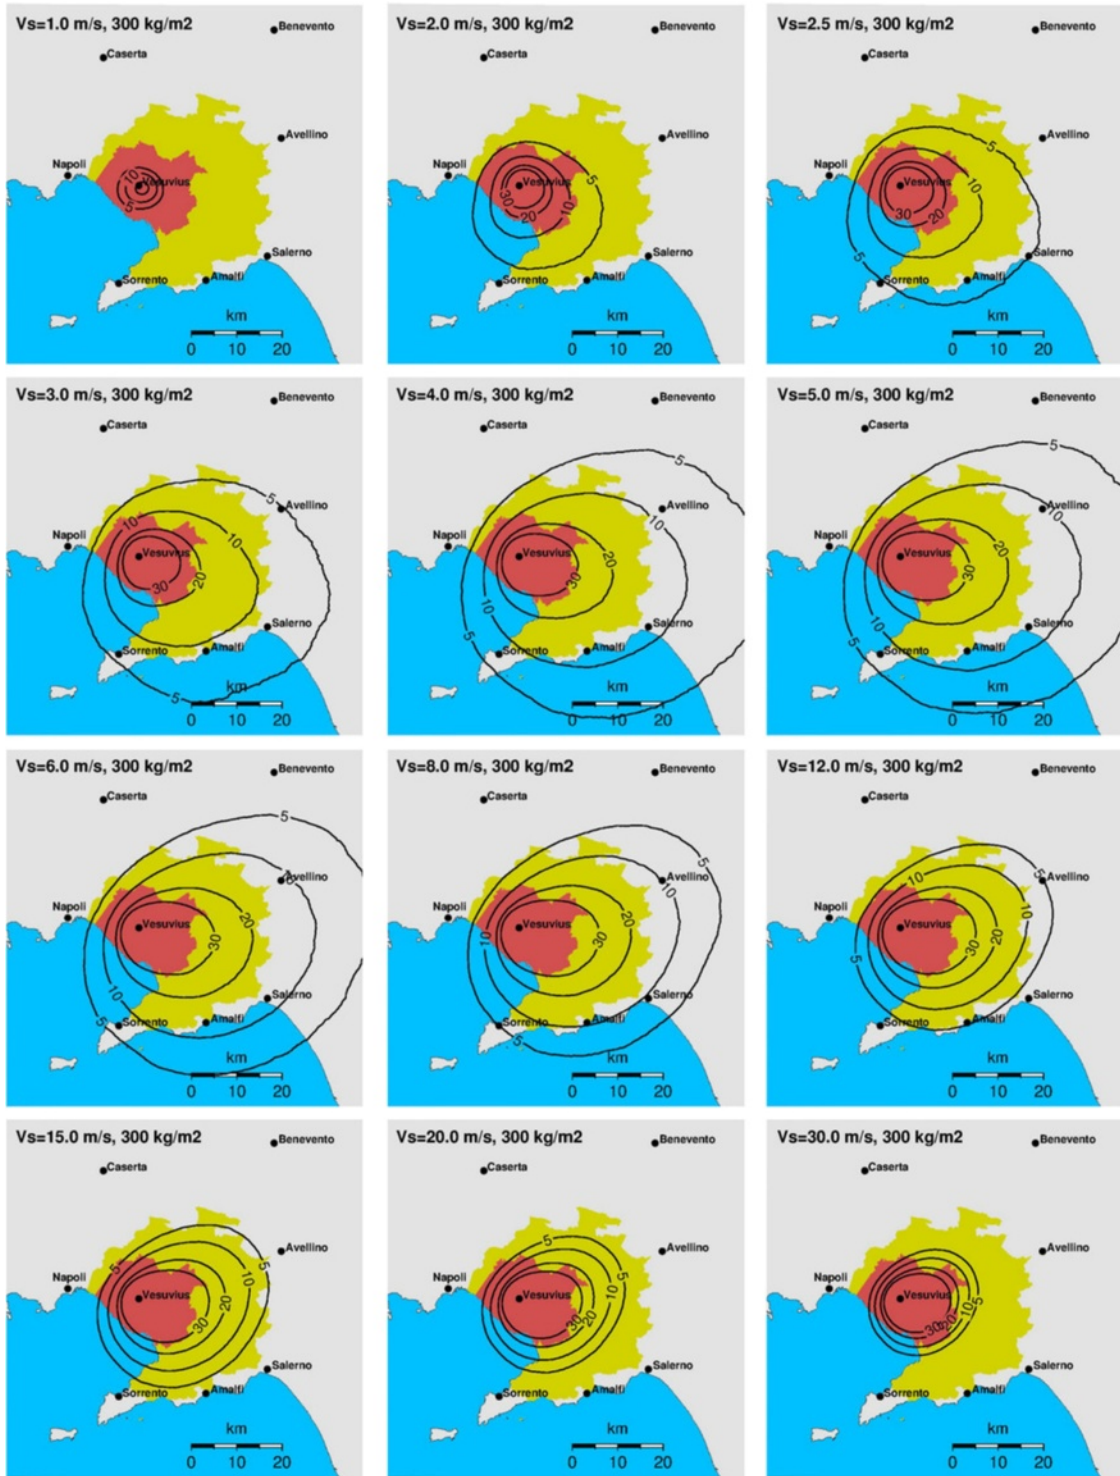 Vs=1.0 m/s, 300 kg/m2
Benevento
Caserta
Avellino
Napoli
10
Vesuvius
5
Salerno
Sorrento
Amalfi
km
0 10 20
Vs=2.0 m/s, 300 kg/m2
Benevento
Caserta
Avellino
Napoli
5
Vesuvius
30
20
10
Salerno
Sorrento
Amalfi
km
0 10 20
Vs=2.5 m/s, 300 kg/m2
Benevento
Caserta
Avellino
5
Napoli
10
Vesuvius
30
20
Salerno
5
Sorrento
Amalfi
km
0 10 20
Vs=3.0 m/s, 300 kg/m2
Benevento
Caserta
5
Avellino
10
10
Napoli
Vesuvius
20
30
Salerno
Sorrento
Amalfi
5
km
0 10 20
Vs=4.0 m/s, 300 kg/m2
Benevento
Caserta
5
Avellino
10
Napoli
Vesuvius
20
30
10
Salerno
5
Sorrento
Amalfi
km
0 10 20
Vs=5.0 m/s, 300 kg/m2
Benevento
Caserta
5
Avellino
10
Napoli
20
Vesuvius
30
10
Salerno
5
Sorrento
Amalfi
km
0 10 20
Vs=6.0 m/s, 300 kg/m2
Benevento
Caserta
5
Avellino
Napoli
20
Vesuvius
30
10
Salerno
5
Sorrento
Amalfi
km
0 10 20
Vs=8.0 m/s, 300 kg/m2
Benevento
Caserta
5
Avellino
10
Napoli
20
Vesuvius
10
30
Salerno
Sorrento
Amalfi
5
km
0 10 20
Vs=12.0 m/s, 300 kg/m2
Benevento
Caserta
5
10
Avellino
10
Napoli
Vesuvius
20
30
5
Salerno
Sorrento
Amalfi
km
0 10 20
Vs=15.0 m/s, 300 kg/m2
Benevento
Caserta
Avellino
5
5
10
Napoli
Vesuvius
20
30
Salerno
Sorrento
Amalfi
km
0 10 20
Vs=20.0 m/s, 300 kg/m2
Benevento
Caserta
5
Avellino
5
Napoli
10
Vesuvius
20
30
Salerno
Sorrento
Amalfi
km
0 10 20
Vs=30.0 m/s, 300 kg/m2
Benevento
Caserta
Avellino
Napoli
Vesuvius
5
10
20
30
Salerno
Sorrento
Amalfi
km
0 10 20